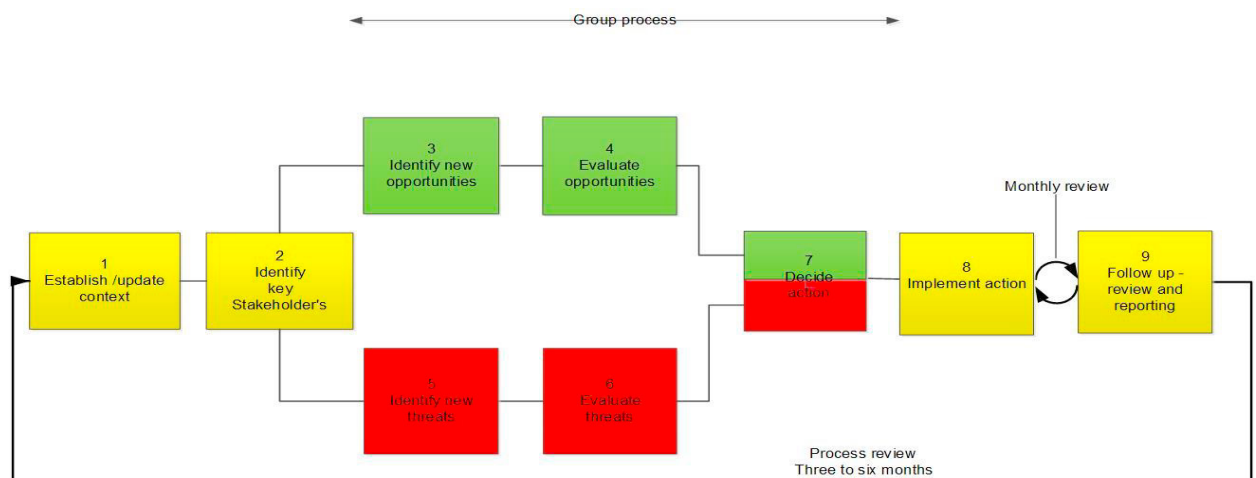 Group process
1
Establish /update
context
2
Identify
key
Stakeholder's
3
Identify new
opportunities
4
Evaluate
opportunities
5
Identify new
threats
6
Evaluate
threats
7
Decide
action
8
Implement action
Monthly review
9
Follow up -
review and
reporting
Process review
Three to six months